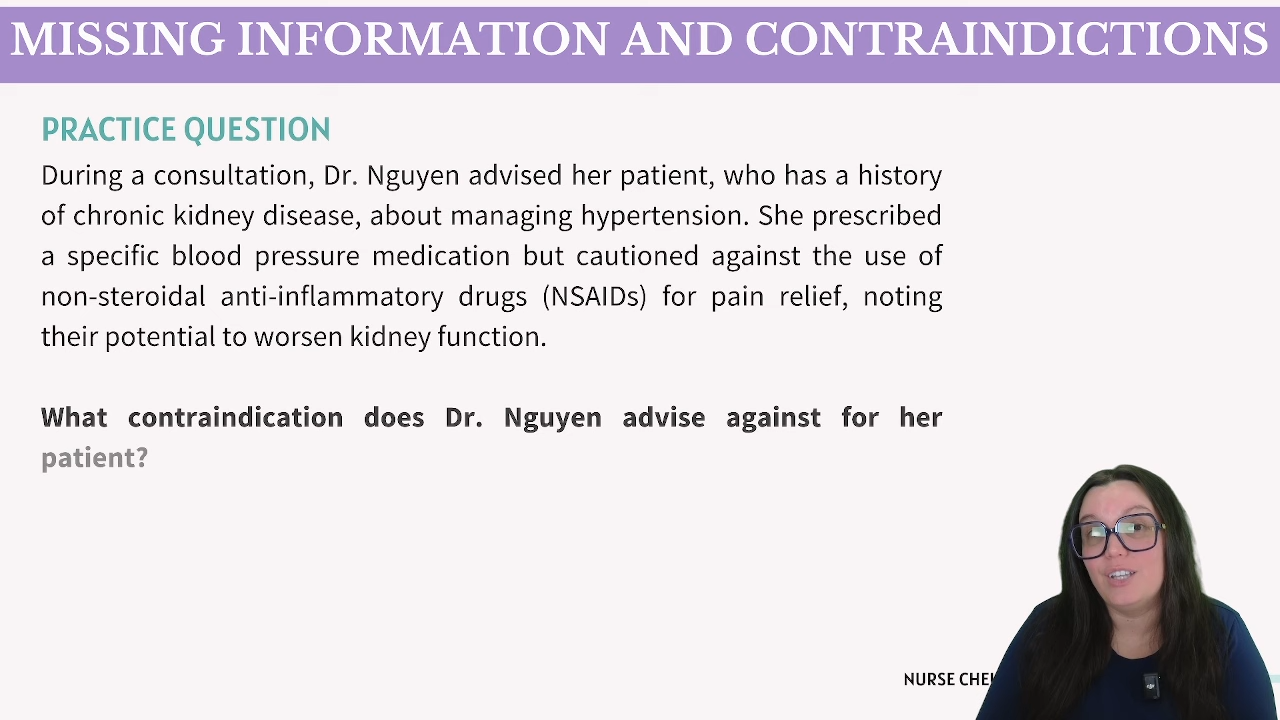 MISSING INFORMATION AND CONTRAINDICTIONS
PRACTICE QUESTION
During a consultation, Dr. Nguyen advised her patient, who has a history
of chronic kidney disease, about managing hypertension. She prescribed
a specific blood pressure medication but cautioned against the use of
non-steroidal anti-inflammatory drugs (NSAIDs) for pain relief, noting
their potential to worsen kidney function.
What contraindication does Dr. Nguyen advise against for her
patient?
NURSE